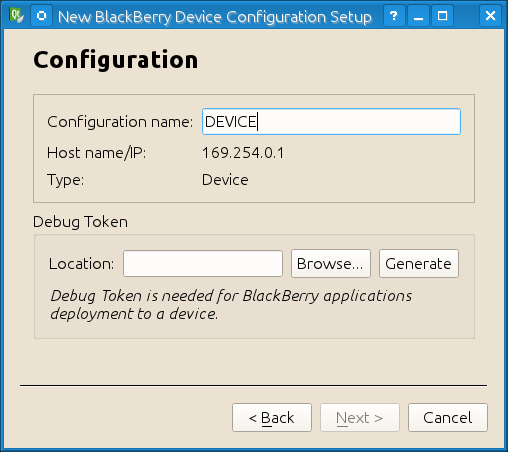 New BlackBerry Device Configuration Setup
Configuration
Configuration name: DEVICE
Host name/IP: 169.254.0.1
Type: Device
Debug Token
Location: Browse... Generate
Debug Token is needed for BlackBerry applications
deployment to a device.
< Back Next > Cancel